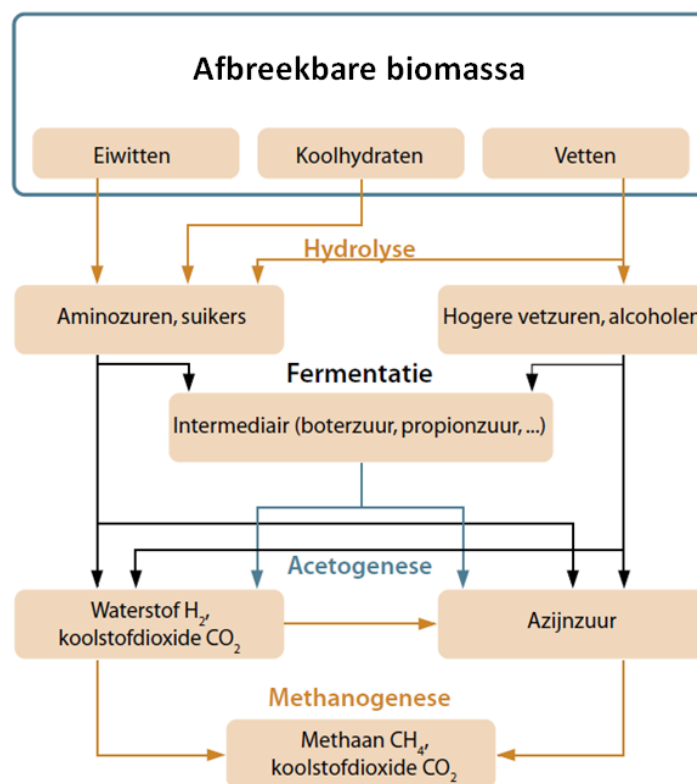 Afbreekbare biomassa
Eiwitten
Koolhydraten
Vetten
Hydrolyse
Aminozuren, suikers
Hogere vetzuren, alcoholen
Fermentatie
Intermediair (boterzuur, propionzuur, ...)
Acetogenese
Waterstof H₂,
koolstofdioxide CO₂
Azijnzuur
Methanogenese
Methaan CH₄,
koolstofdioxide CO₂